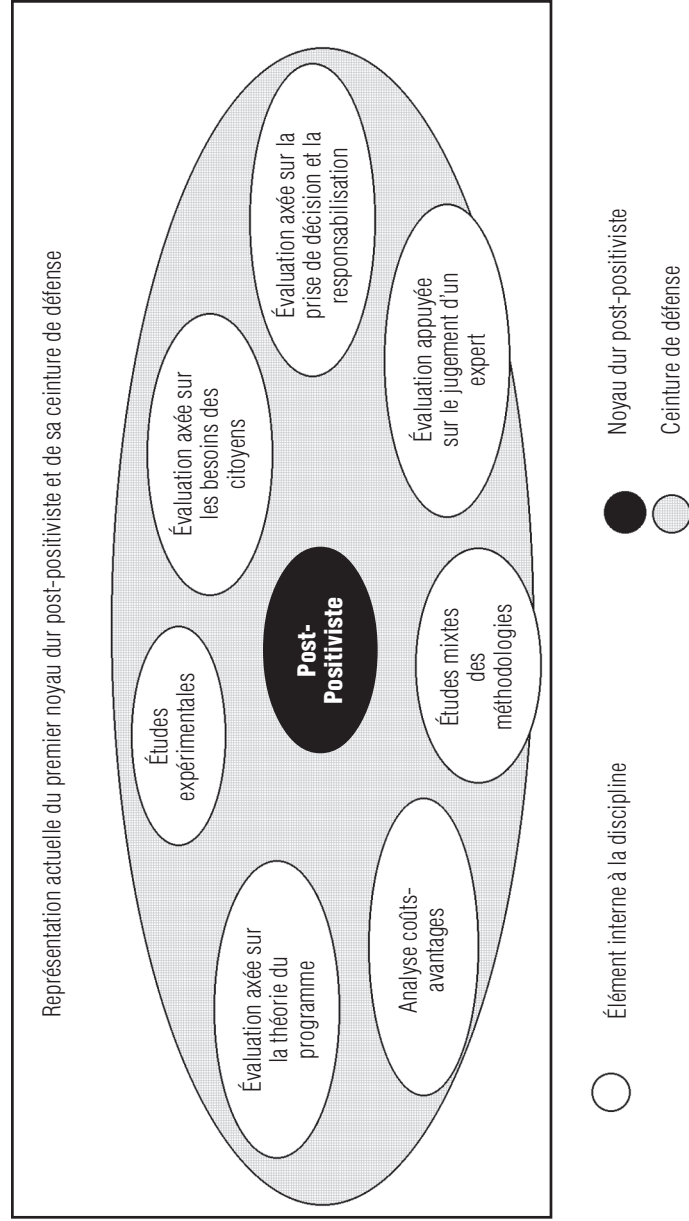 Représentation actuelle du premier noyau dur post-positiviste et de sa ceinture de défense
Études
expérimentales
Évaluation axée sur
les besoins des
citoyens
Évaluation axée sur la
prise de décision et la
responsabilisation
Évaluation axée sur
la théorie du
programme
Post-
Positiviste
Analyse coûts-
avantages
Études mixtes
des
méthodologies
Évaluation appuyée
sur le jugement d'un
expert
Élément interne à la discipline
Noyau dur post-positiviste
Ceinture de défense